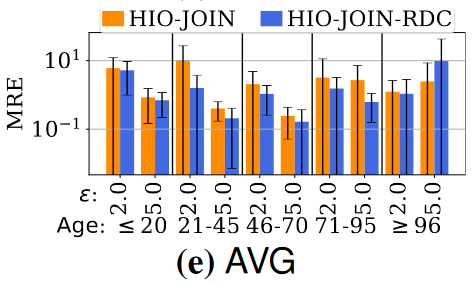 HIO-JOIN HIO-JOIN-RDC
MRE
10¹
10⁻¹
ε: 2.0 5.0 2.0 5.0 2.0 5.0 2.0 5.0 2.0 5.0
Age: ≤ 20 21-45 46-70 71-95 ≧ 96
(e) AVG